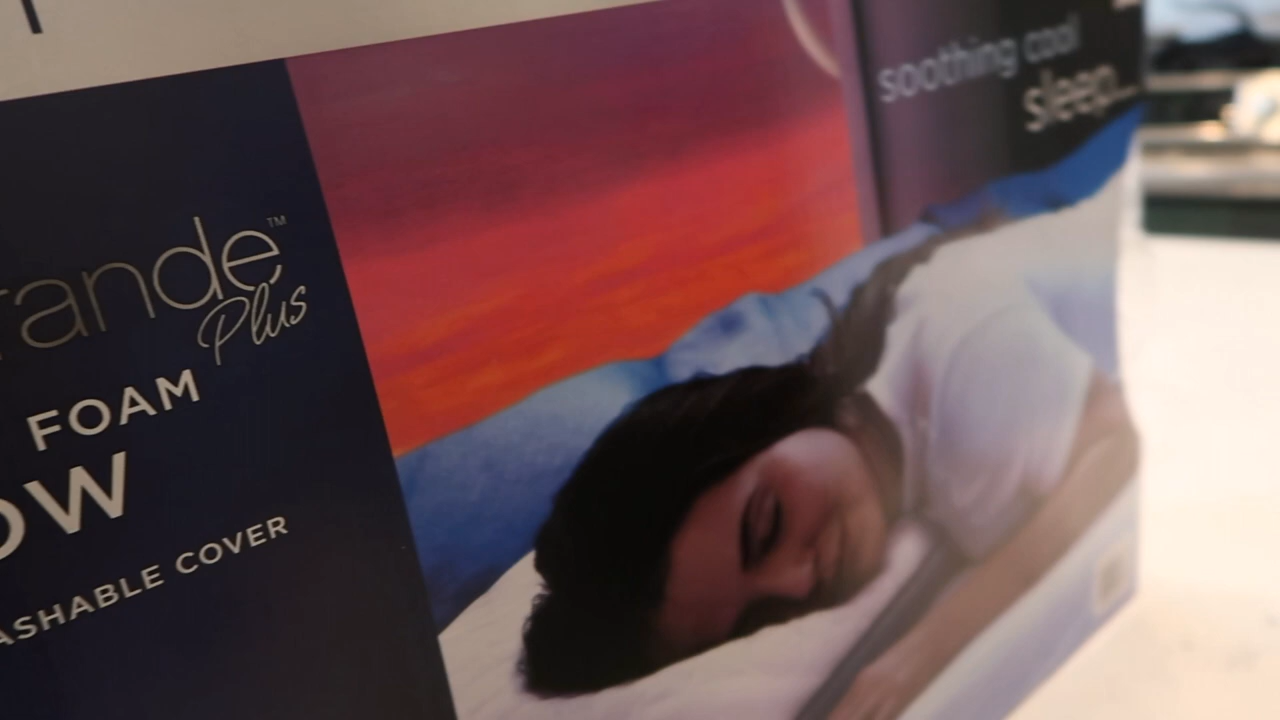 rande™
Plus
FOAM
OW
ASHABLE COVER
soothing cool
sleep...